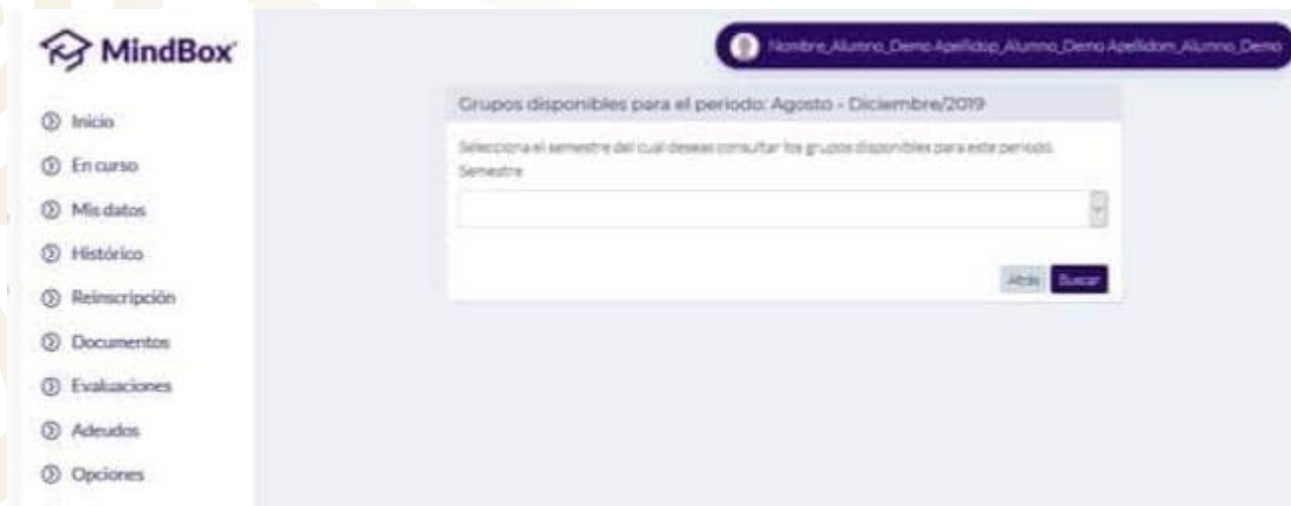 MindBox
Nombre_Alumno_Demo Apellidop_Alumno_Demo Apellidom_Alumno_Demo
Inicio
En curso
Mis datos
Histórico
Reinscripción
Documentos
Evaluaciones
Adeudos
Opciones
Grupos disponibles para el periodo: Agosto - Diciembre/2019
Selecciona el semestre del cual deseas consultar los grupos disponibles para este periodo.
Semestre
Atrás Buscar